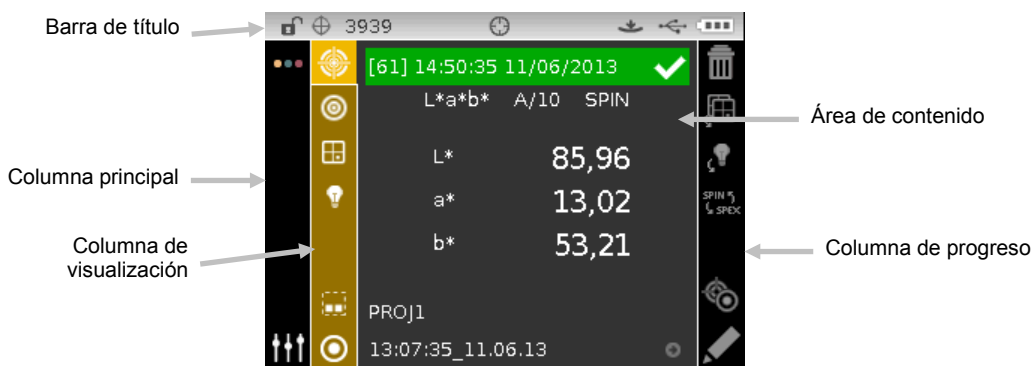 Barra de título
3939
[61] 14:50:35 11/06/2013
L*a*b* A/10 SPIN
Área de contenido
L* 85,96
Columna principal
a* 13,02
SPIN
SPEX
b* 53,21
Columna de
visualización
Columna de progreso
PROJ1
13:07:35_11.06.13